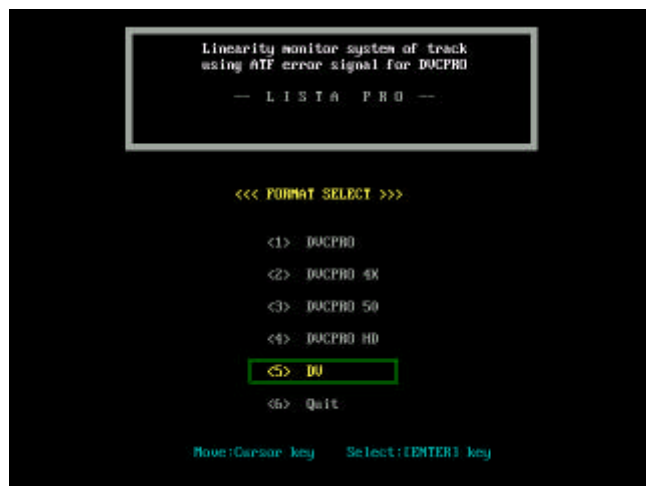 Linearity monitor system of track
using ATF error signal for DVCPRO
— L I S T A  P R O —
<<< FORMAT SELECT >>>
<1> DVCPRO
<2> DVCPRO 4X
<3> DVCPRO 50
<4> DVCPRO HD
<5> DV
<6> Quit
Move:Cursor key Select:[ENTER] key